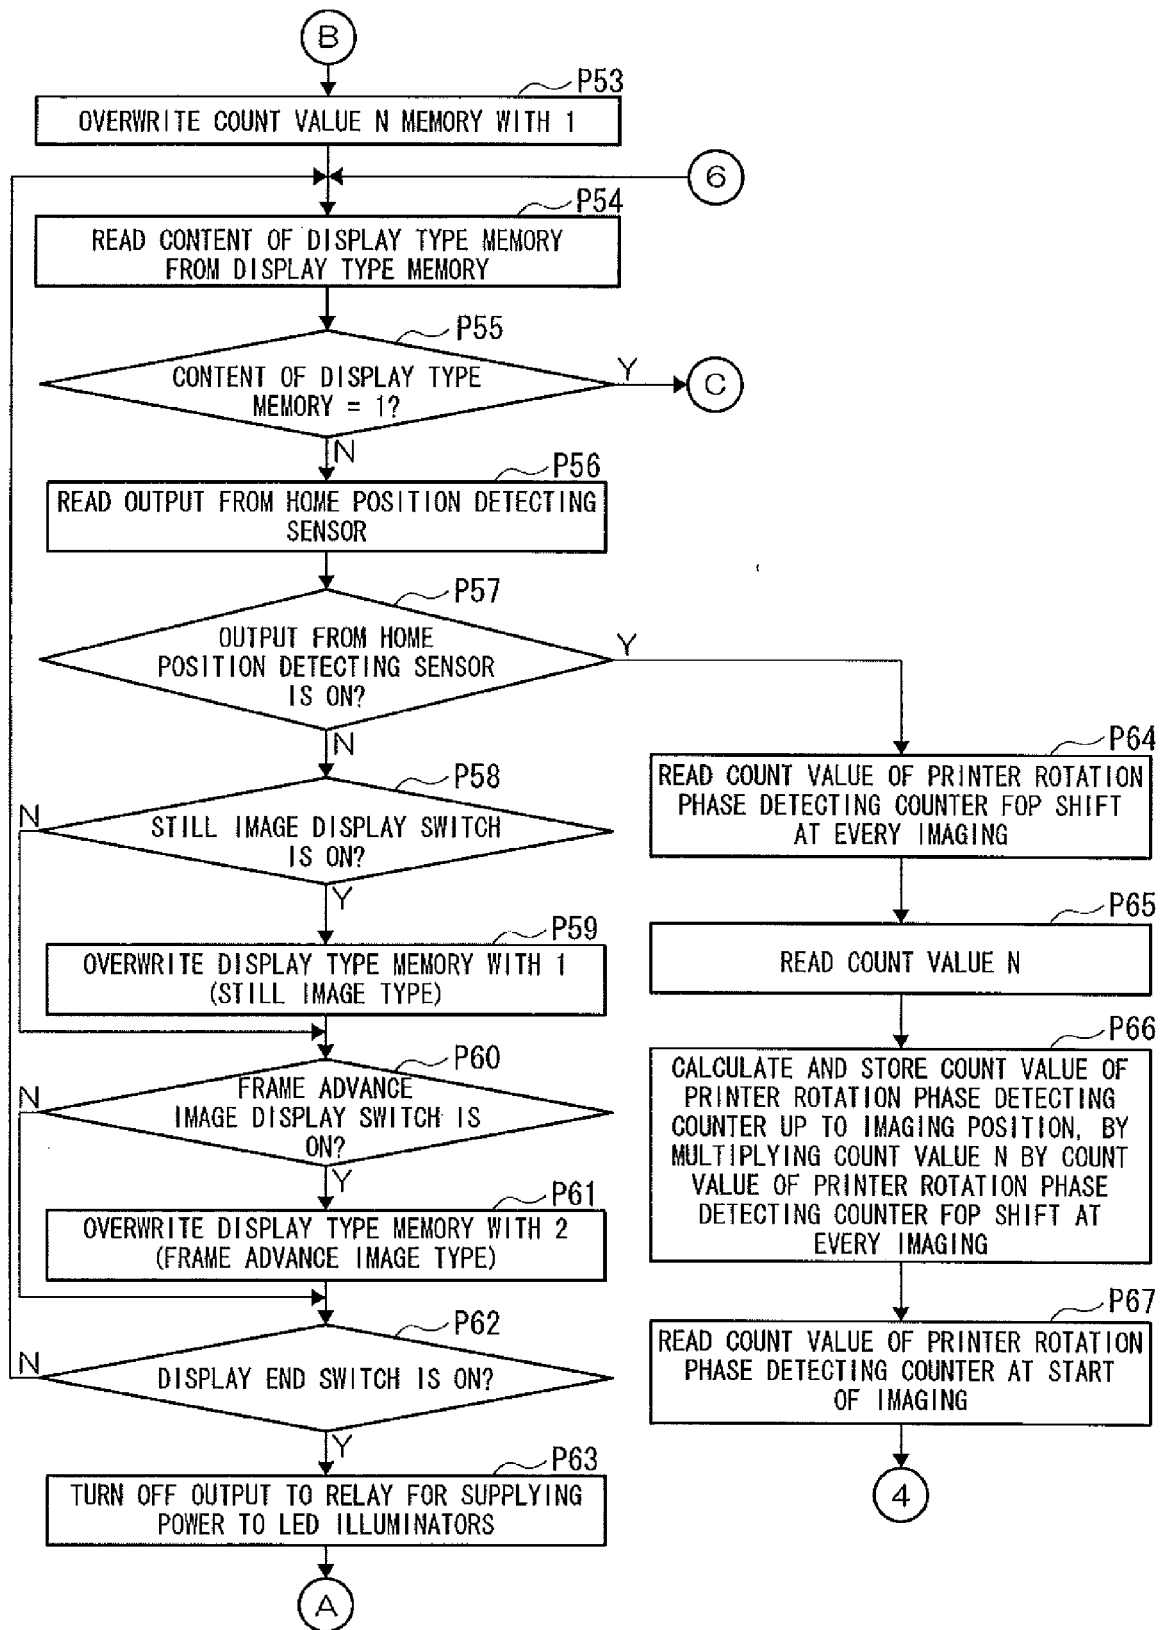 B
P53
OVERWRITE COUNT VALUE N MEMORY WITH 1
6
P54
READ CONTENT OF DISPLAY TYPE MEMORY
FROM DISPLAY TYPE MEMORY
P55
CONTENT OF DISPLAY TYPE
MEMORY = 1?
Y
C
N
P56
READ OUTPUT FROM HOME POSITION DETECTING
SENSOR
P57
OUTPUT FROM HOME
POSITION DETECTING SENSOR
IS ON?
Y
N
P58
N
STILL IMAGE DISPLAY SWITCH
IS ON?
Y
P59
OVERWRITE DISPLAY TYPE MEMORY WITH 1
(STILL IMAGE TYPE)
P60
N
FRAME ADVANCE
IMAGE DISPLAY SWITCH IS
ON?
Y
P61
OVERWRITE DISPLAY TYPE MEMORY WITH 2
(FRAME ADVANCE IMAGE TYPE)
P62
N
DISPLAY END SWITCH IS ON?
Y
P63
TURN OFF OUTPUT TO RELAY FOR SUPPLYING
POWER TO LED ILLUMINATORS
A
P64
READ COUNT VALUE OF PRINTER ROTATION
PHASE DETECTING COUNTER FOP SHIFT
AT EVERY IMAGING
P65
READ COUNT VALUE N
P66
CALCULATE AND STORE COUNT VALUE OF
PRINTER ROTATION PHASE DETECTING
COUNTER UP TO IMAGING POSITION, BY
MULTIPLYING COUNT VALUE N BY COUNT
VALUE OF PRINTER ROTATION PHASE
DETECTING COUNTER FOP SHIFT AT
EVERY IMAGING
P67
READ COUNT VALUE OF PRINTER ROTATION
PHASE DETECTING COUNTER AT START
OF IMAGING
4